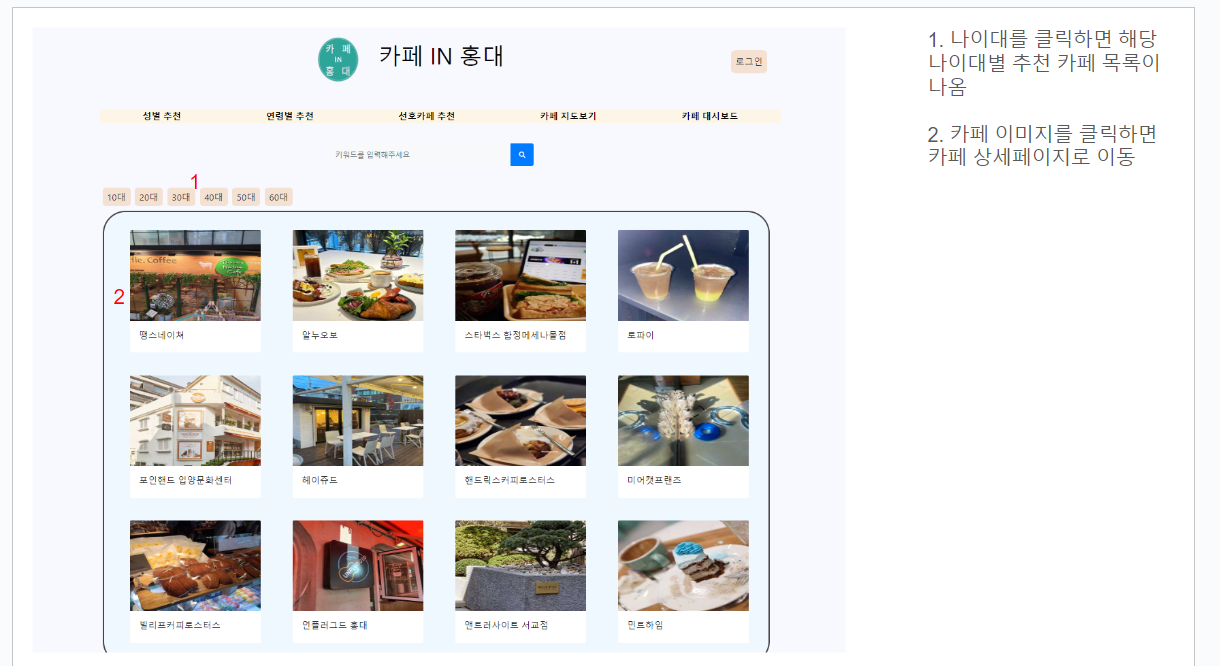 카 페
IN
홍 대
카페 IN 홍대
로그인
성별 추천 연령별 추천 선호카페 추천 카페 지도보기 카페 대시보드
키워드를 입력해주세요
1
10대 20대 30대 40대 50대 60대
2
땡스네이쳐 알누오보 스타벅스 합정메세나몰점 로파이
포인핸드 입양문화센터 헤이쥬드 핸드릭스커피로스터스 미어캣프랜즈
빌리프커피로스터스 언플러그드 홍대 앤트러사이트 서교점 민트하임
1. 나이대를 클릭하면 해당
나이대별 추천 카페 목록이
나옴
2. 카페 이미지를 클릭하면
카페 상세페이지로 이동